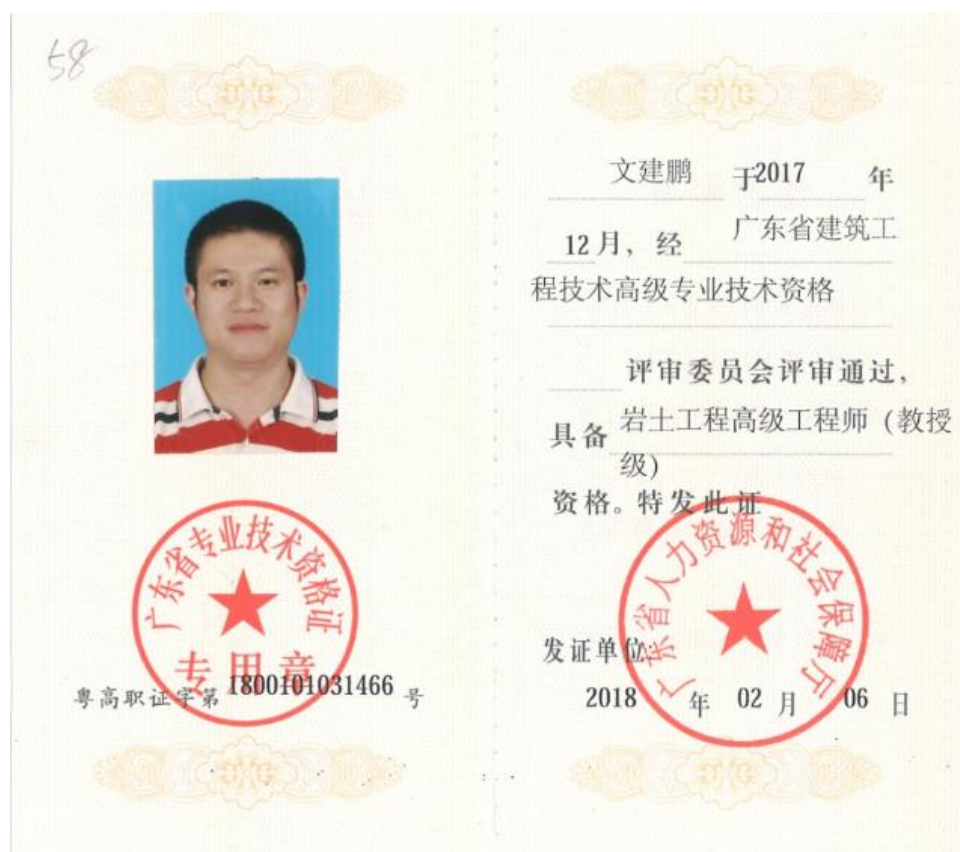 58
广东省专业技术资格证
专用章
粤高职证字第 1800101031466 号
文建鹏 于2017 年
12月，经 广东省建筑工
程技术高级专业技术资格
评审委员会评审通过，
具备 岩土工程高级工程师（教授
级）
资格。特发此证
广东省人力资源和社会保障厅
发证单位
2018 年 02 月 06 日